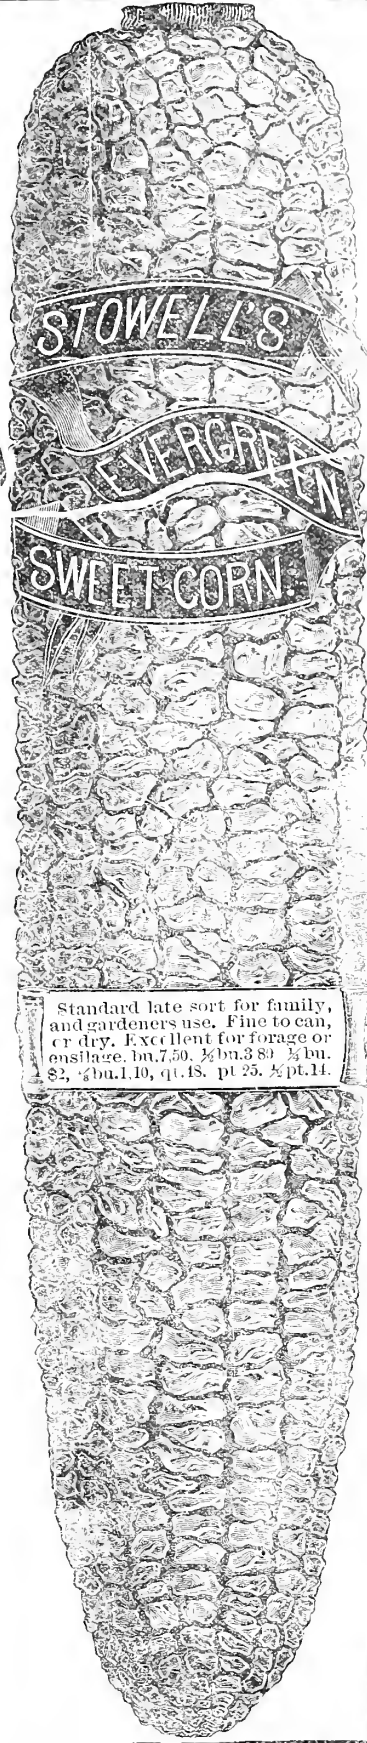 STOWELL'S
EVERGREEN
SWEET CORN.
Standard late sort for family,
and gardeners use. Fine to can,
or dry. Excellent for forage or
ensilage. bu.7,50. ½bu.3 80 ¼bu.
$2, ⅛bu.1,10, qt.48. pt 25. ½pt.14.